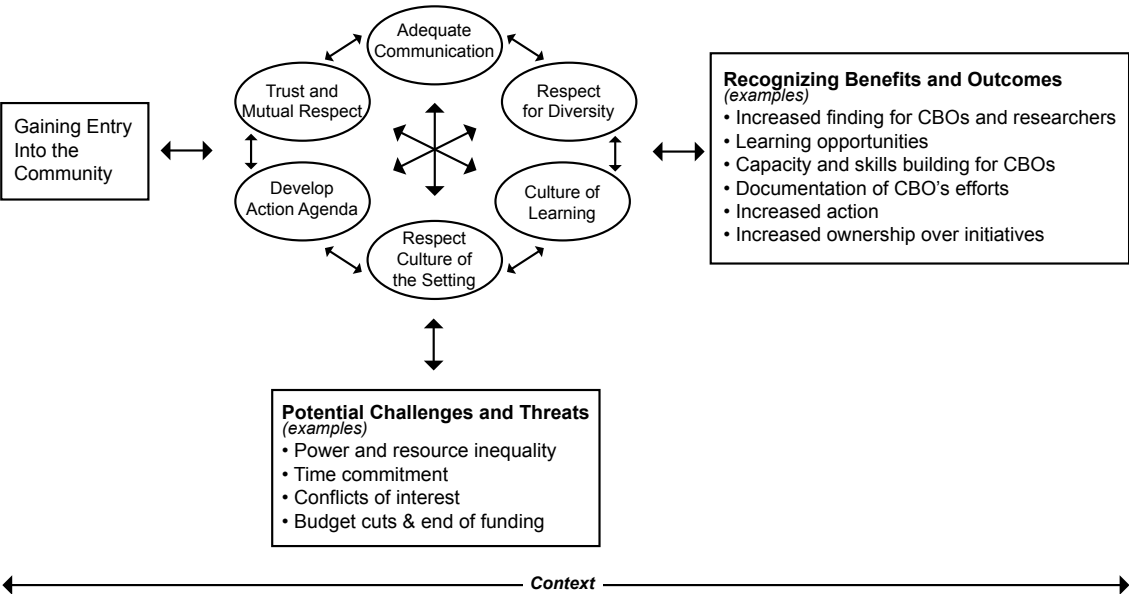 Gaining Entry
Into the
Community
Adequate
Communication
Trust and
Mutual Respect
Respect
for Diversity
Develop
Action Agenda
Culture of
Learning
Respect
Culture of
the Setting
Recognizing Benefits and Outcomes
(examples)
• Increased finding for CBOs and researchers
• Learning opportunities
• Capacity and skills building for CBOs
• Documentation of CBO's efforts
• Increased action
• Increased ownership over initiatives
Potential Challenges and Threats
(examples)
• Power and resource inequality
• Time commitment
• Conflicts of interest
• Budget cuts & end of funding
Context